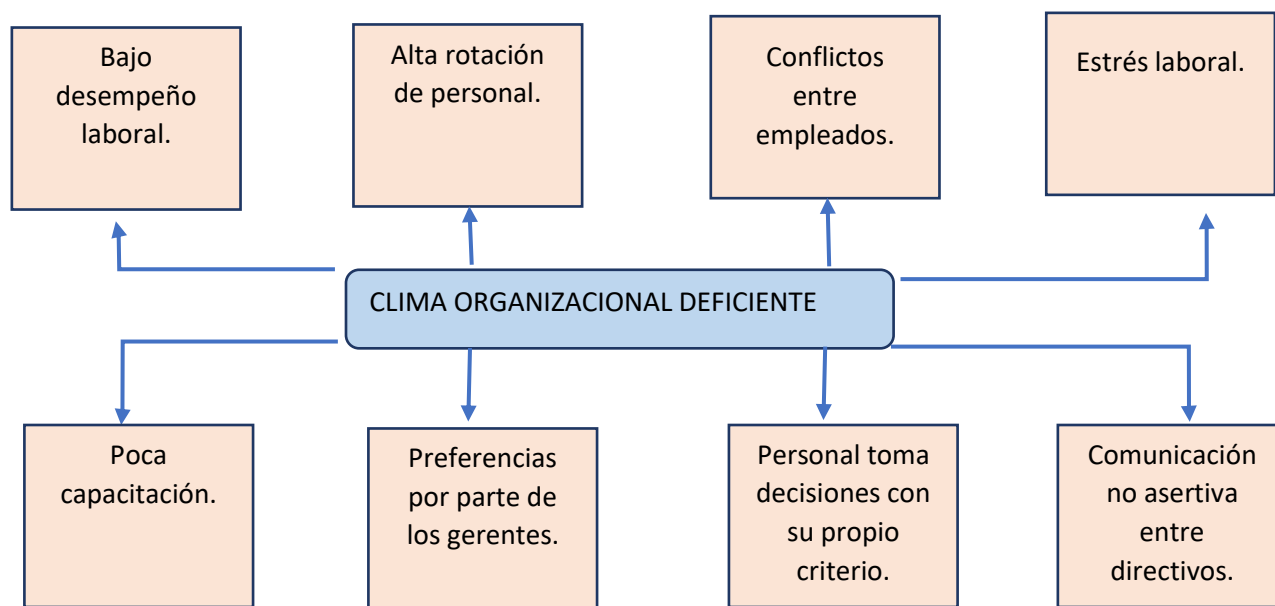 Bajo
desempeño
laboral.
Alta rotación
de personal.
Conflictos
entre
empleados.
Estrés laboral.
CLIMA ORGANIZACIONAL DEFICIENTE
Poca
capacitación.
Preferencias
por parte de
los gerentes.
Personal toma
decisiones con
su propio
criterio.
Comunicación
no asertiva
entre
directivos.